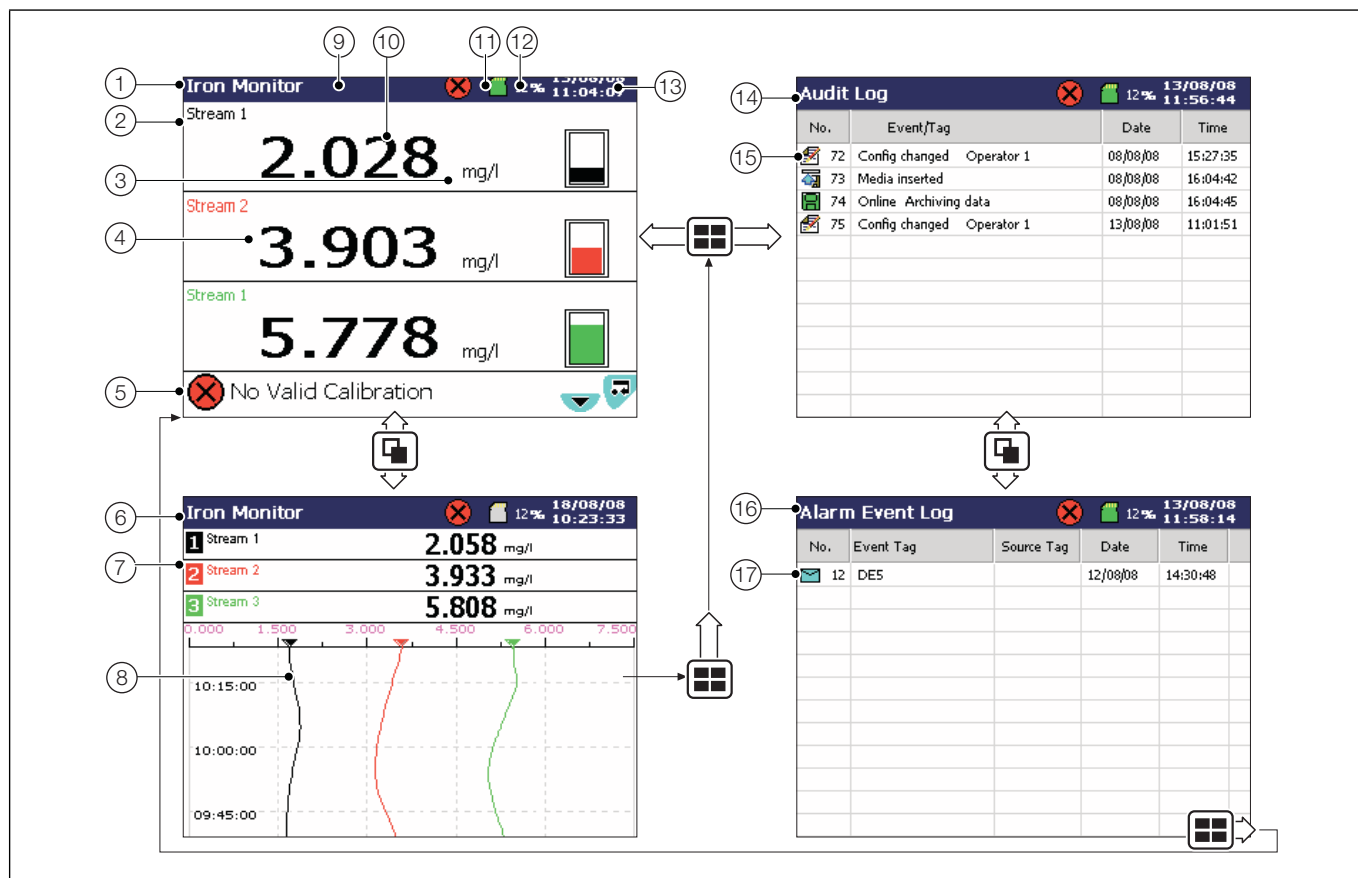 9 10 11 12
1 Iron Monitor 12% 13/08/08
11:04:07 13
2 Stream 1
2.028 mg/l
3
Stream 2
4 3.903 mg/l
Stream 1
5.778 mg/l
5 No Valid Calibration
14 Audit Log 12% 13/08/08
11:56:44
No. Event/Tag Date Time
15 72 Config changed Operator 1 08/08/08 15:27:35
73 Media inserted 08/08/08 16:04:42
74 Online Archiving data 08/08/08 16:04:45
75 Config changed Operator 1 13/08/08 11:01:51
6 Iron Monitor 12% 18/08/08
10:23:33
1 Stream 1 2.058 mg/l
7 2 Stream 2 3.933 mg/l
3 Stream 3 5.808 mg/l
0.000 1.500 3.000 4.500 6.000 7.500
8
10:15:00
10:00:00
09:45:00
16 Alarm Event Log 12% 13/08/08
11:58:14
No. Event Tag Source Tag Date Time
17 12 DE5 12/08/08 14:30:48